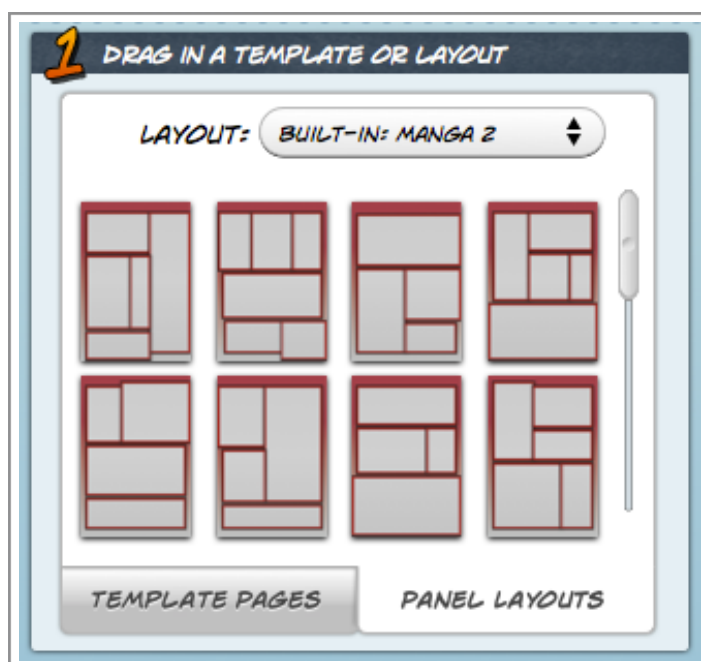 1 DRAG IN A TEMPLATE OR LAYOUT
LAYOUT: BUILT-IN: MANGA 2
TEMPLATE PAGES
PANEL LAYOUTS